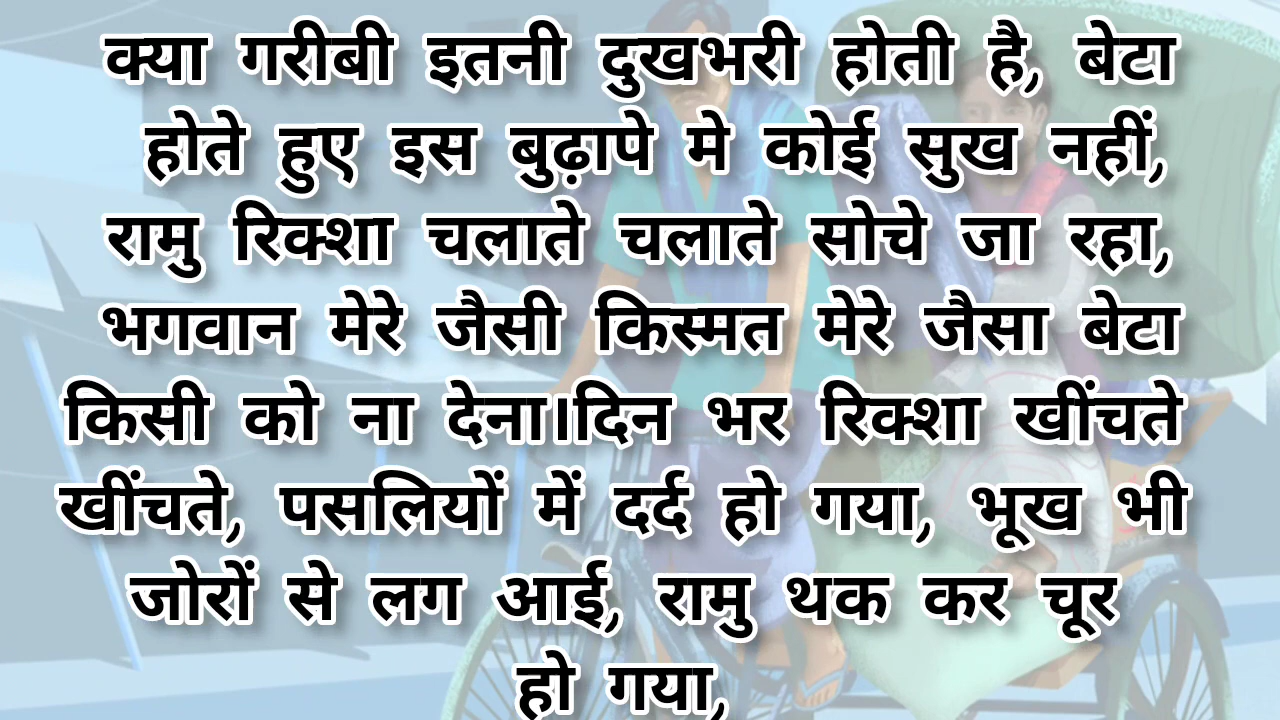 क्या गरीबी इतनी दुखभरी होती है, बेटा
होते हुए इस बुढ़ापे मे कोई सुख नहीं,
रामु रिक्शा चलाते चलाते सोचे जा रहा,
भगवान मेरे जैसी किस्मत मेरे जैसा बेटा
किसी को ना देना।दिन भर रिक्शा खींचते
खींचते, पसलियों में दर्द हो गया, भूख भी
जोरों से लग आई, रामु थक कर चूर
हो गया,